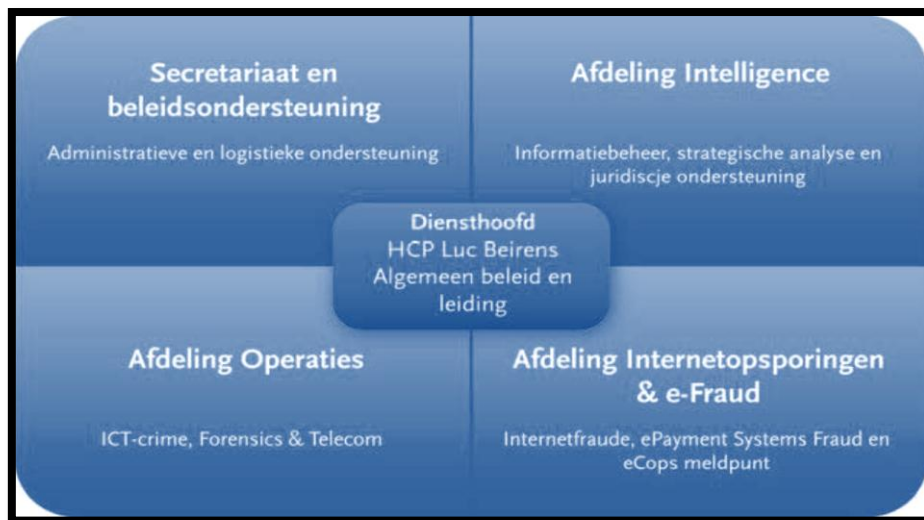 Secretariaat en
beleidsondersteuning
Administratieve en logistieke ondersteuning
Afdeling Intelligence
Informatiebeheer, strategische analyse en
juridiscje ondersteuning
Diensthoofd
HCP Luc Beirens
Algemeen beleid en
leiding
Afdeling Operaties
ICT-crime, Forensics & Telecom
Afdeling Internetopsporingen
& e-Fraud
Internetfraude, ePayment Systems Fraud en
eCops meldpunt